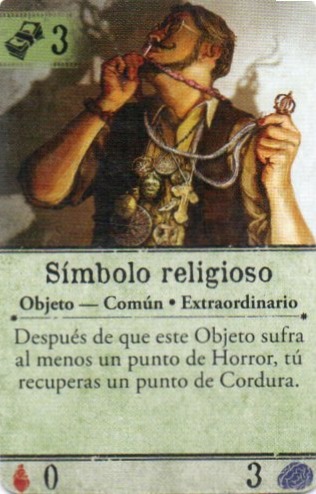 3
Símbolo religioso
Objeto — Común • Extraordinario
Después de que este Objeto sufra
al menos un punto de Horror, tú
recuperas un punto de Cordura.
0 3